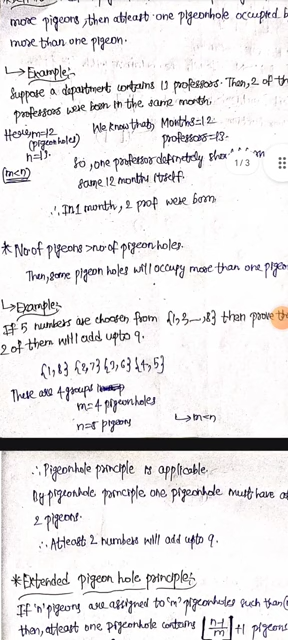 more pigeons, then atleast one pigeonhole occupied b
more than one pigeon.
↳ Example:-
Suppose a department contains 13 professors. Then, 2 of th
professors were born in the same month.
Here, m=12 We know that, Months=12
(pigeonholes) professors=13.
n=13.
So, one professor definetely shar m
1/3
(m<n) same 12 months itself.
∴ In 1 month, 2 prof were born
* No of pigeons > no of pigeon holes.
Then, some pigeon holes will occupy more than one pigeo
↳ Example:-
If 5 numbers are choosen from {1,2,--,8} then prove th
2 of them will add upto 9.
{1,8} {2,7} {3,6} {4,5}
These are 4 groups
m=4 pigeonholes ↳ m<n
n=5 pigeons
∴ Pigeonhole principle is applicable.
By pigeonhole principle one pigeonhole must have a
2 pigeons.
∴ Atleast 2 numbers will add upto 9.
* Extended pigeon hole principle:-
If 'n' pigeons are assigned to 'm' pigeonholes such than(
then, atleast one pigeonhole contains [n-1/m]+1 pigeons